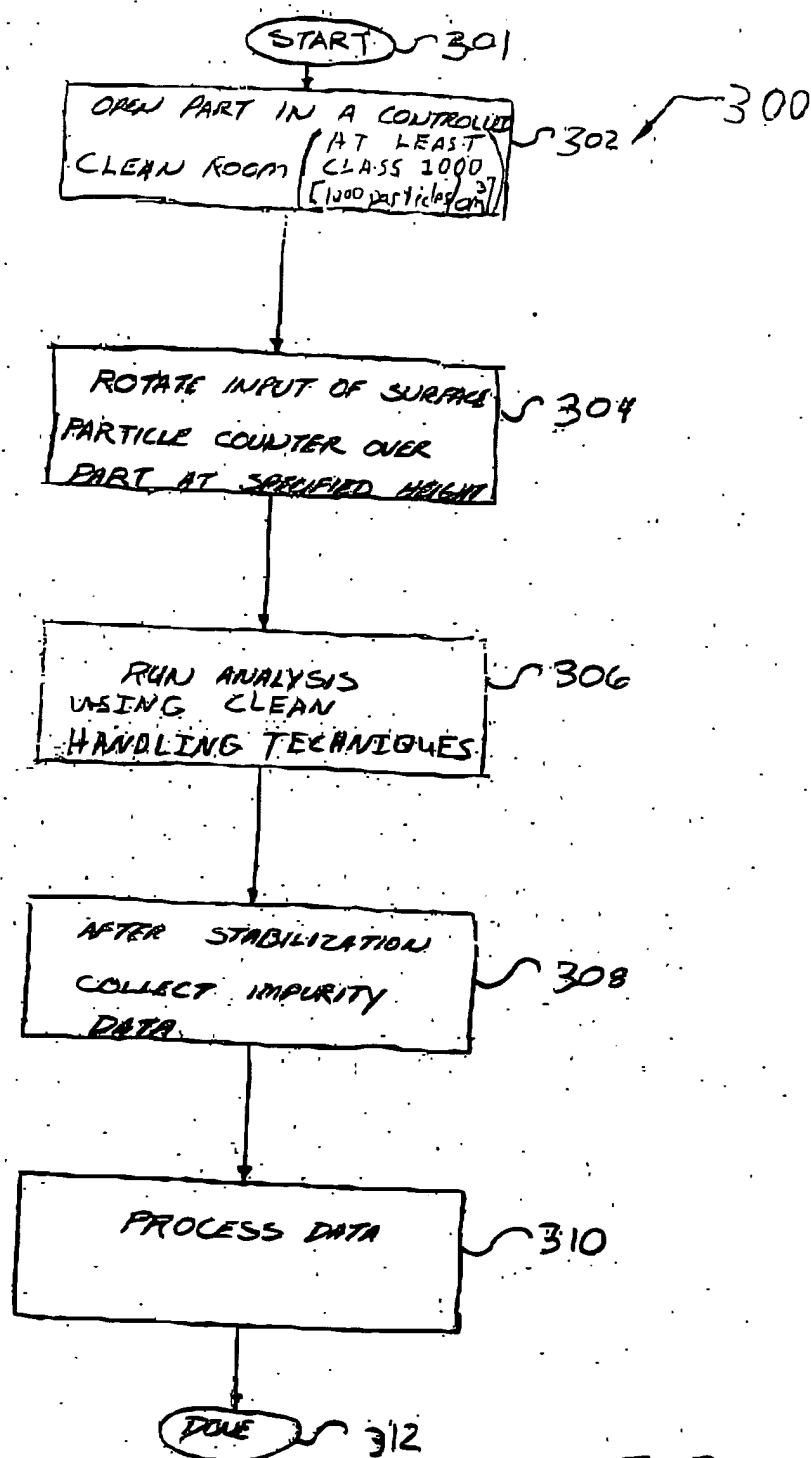 START 301
300
OPEN PART IN A CONTROLLED
CLEAN ROOM (AT LEAST
CLASS 1000
[1000 particles/cm³]) 302
ROTATE INPUT OF SURFACE
PARTICLE COUNTER OVER
PART AT SPECIFIED HEIGHT 304
RUN ANALYSIS
USING CLEAN
HANDLING TECHNIQUES 306
AFTER STABILIZATION
COLLECT IMPURITY
DATA 308
PROCESS DATA 310
DONE 312